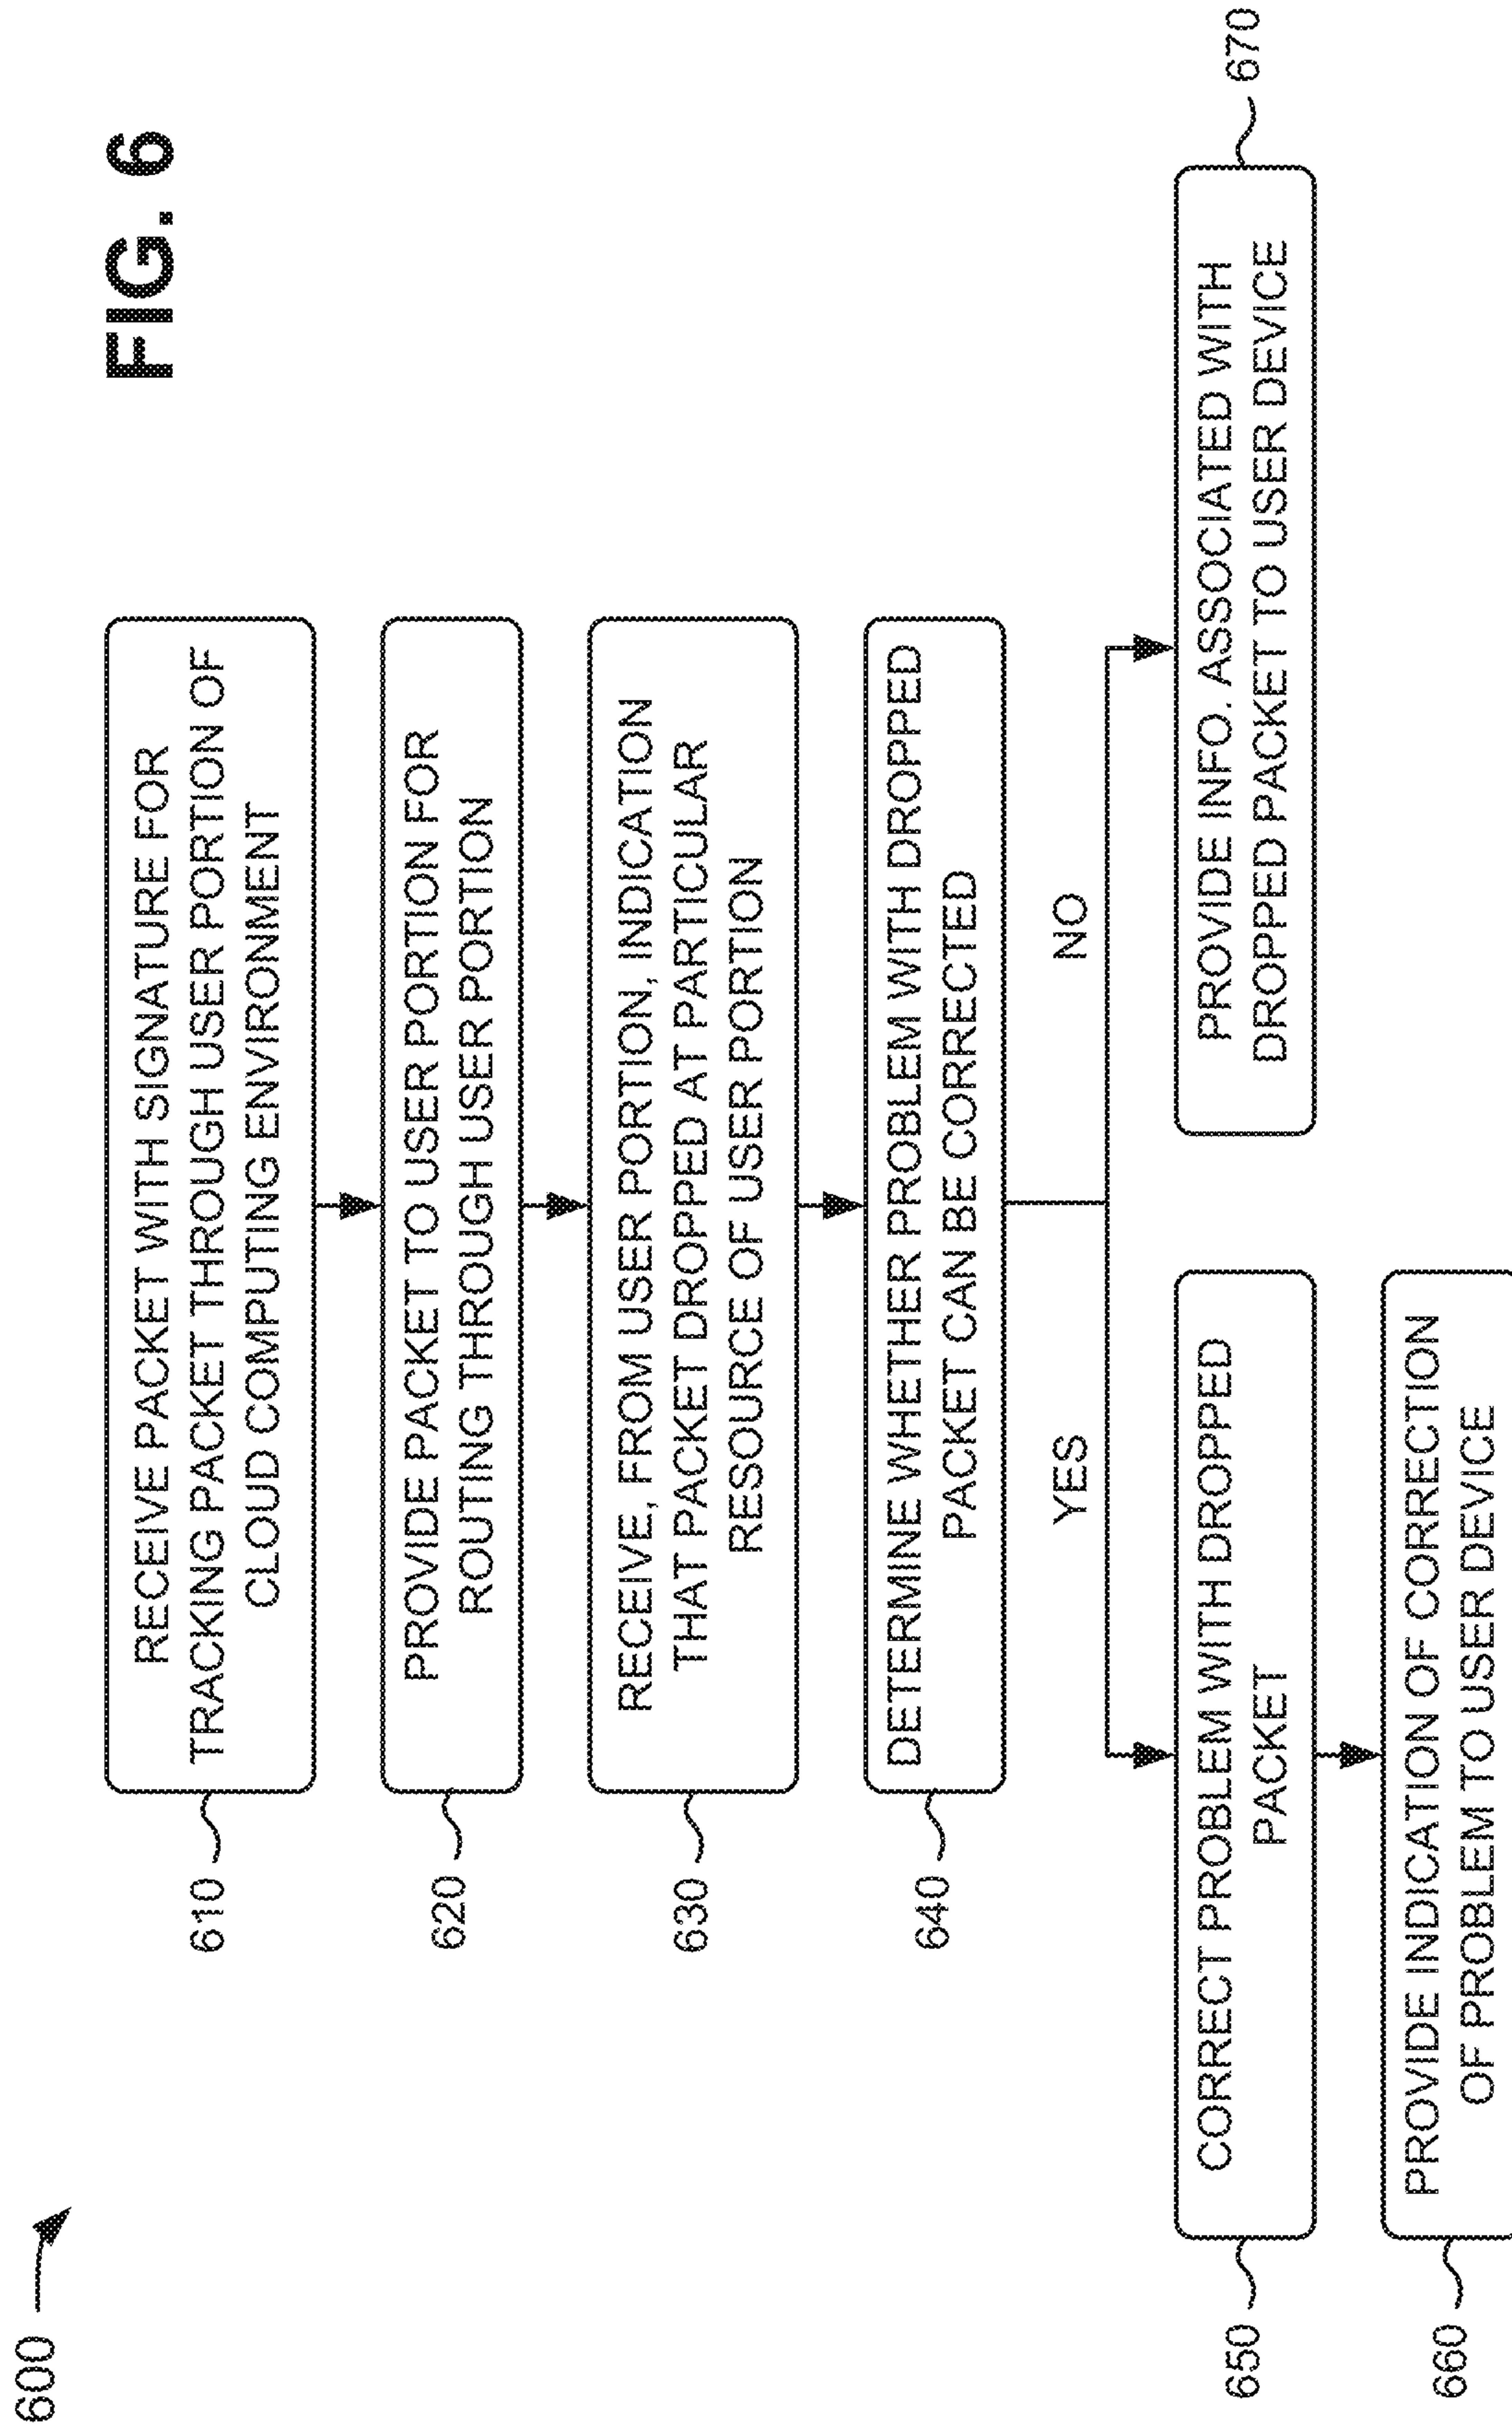 600
FIG. 6
610
RECEIVE PACKET WITH SIGNATURE FOR
TRACKING PACKET THROUGH USER PORTION OF
CLOUD COMPUTING ENVIRONMENT
620
PROVIDE PACKET TO USER PORTION FOR
ROUTING THROUGH USER PORTION
630
RECEIVE, FROM USER PORTION, INDICATION
THAT PACKET DROPPED AT PARTICULAR
RESOURCE OF USER PORTION
640
DETERMINE WHETHER PROBLEM WITH DROPPED
PACKET CAN BE CORRECTED
YES
NO
650
CORRECT PROBLEM WITH DROPPED
PACKET
660
PROVIDE INDICATION OF CORRECTION
OF PROBLEM TO USER DEVICE
670
PROVIDE INFO. ASSOCIATED WITH
DROPPED PACKET TO USER DEVICE